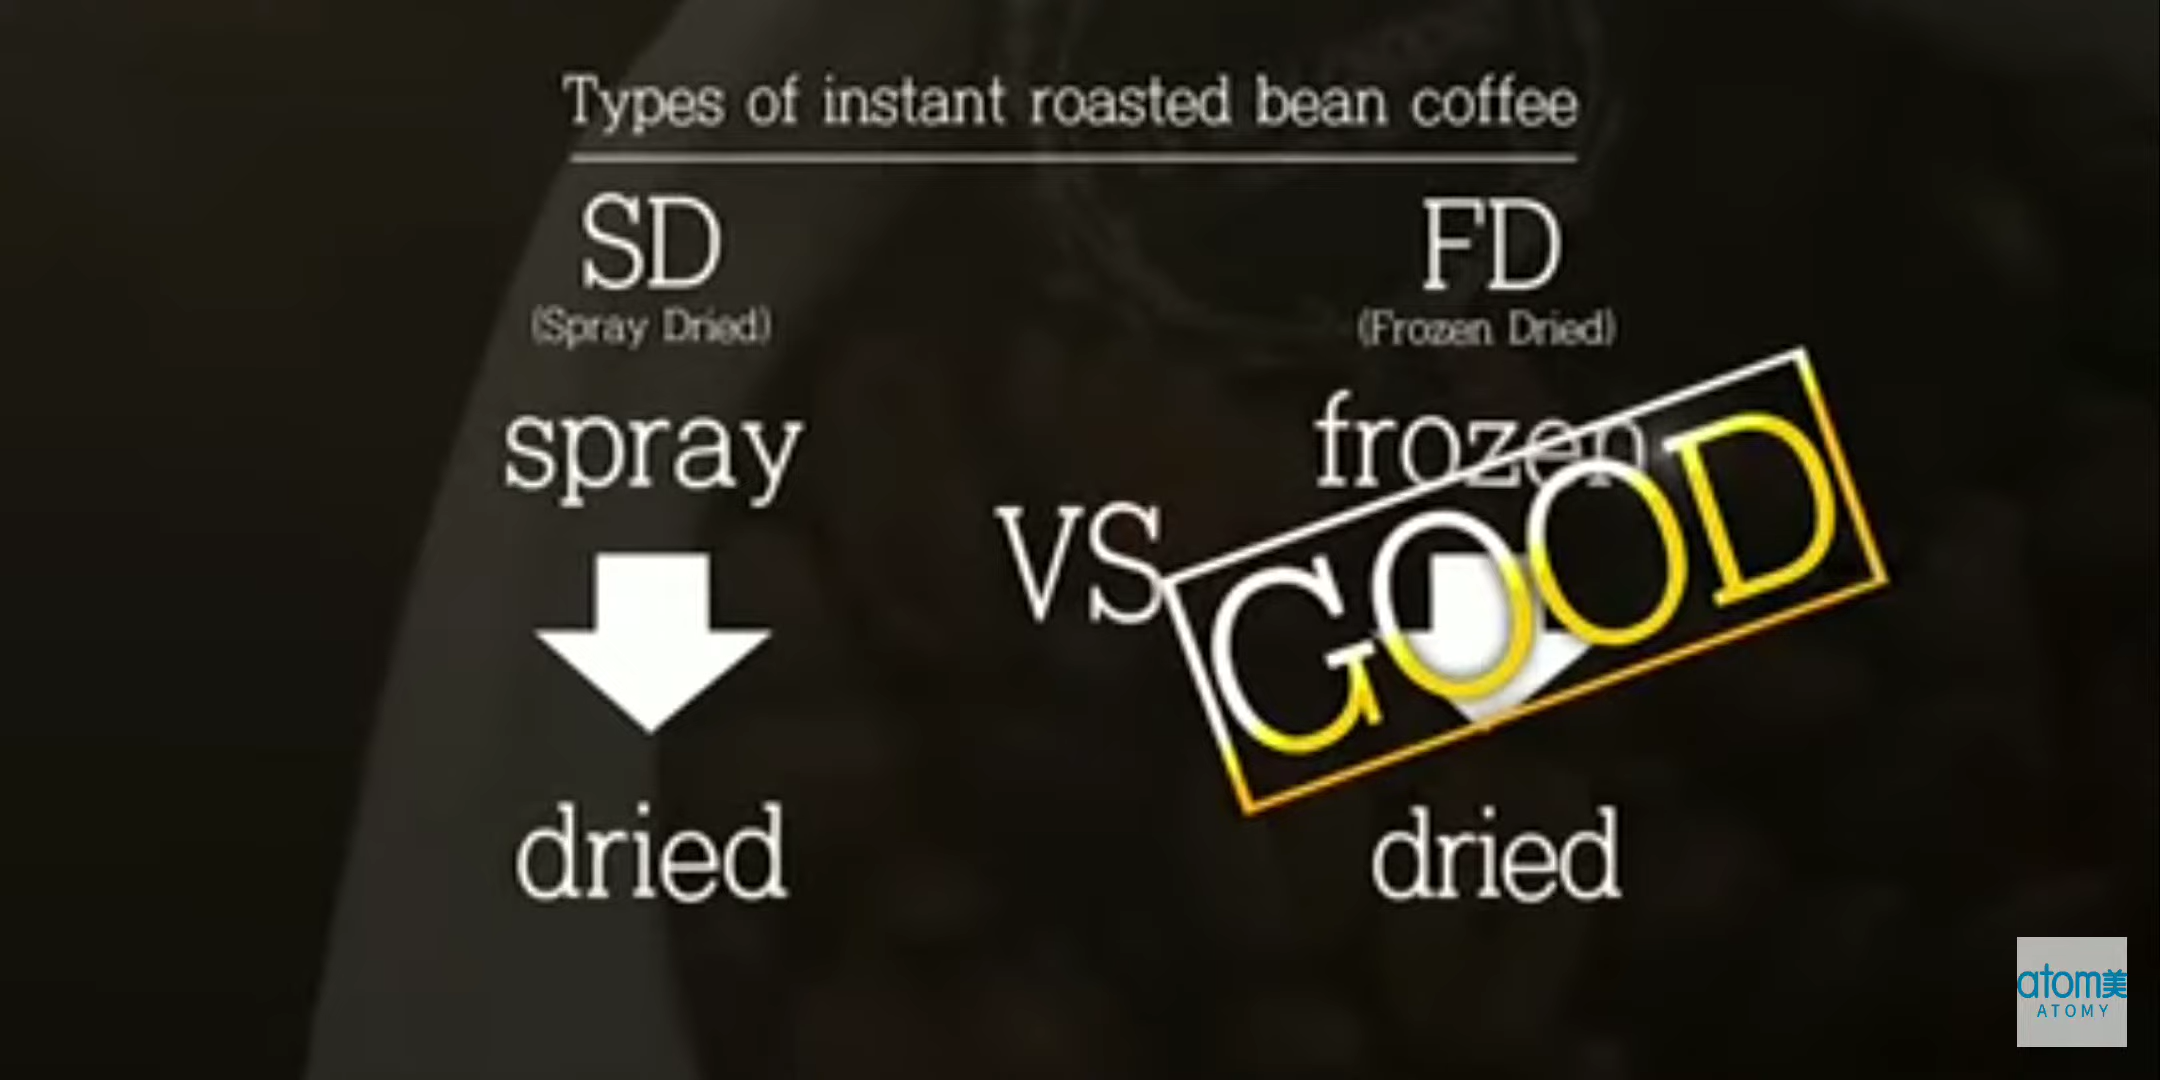 Types of instant roasted bean coffee
SD
(Spray Dried)
spray
dried
VS
FD
(Frozen Dried)
frozen
GOOD
dried
atom美
ATOMY